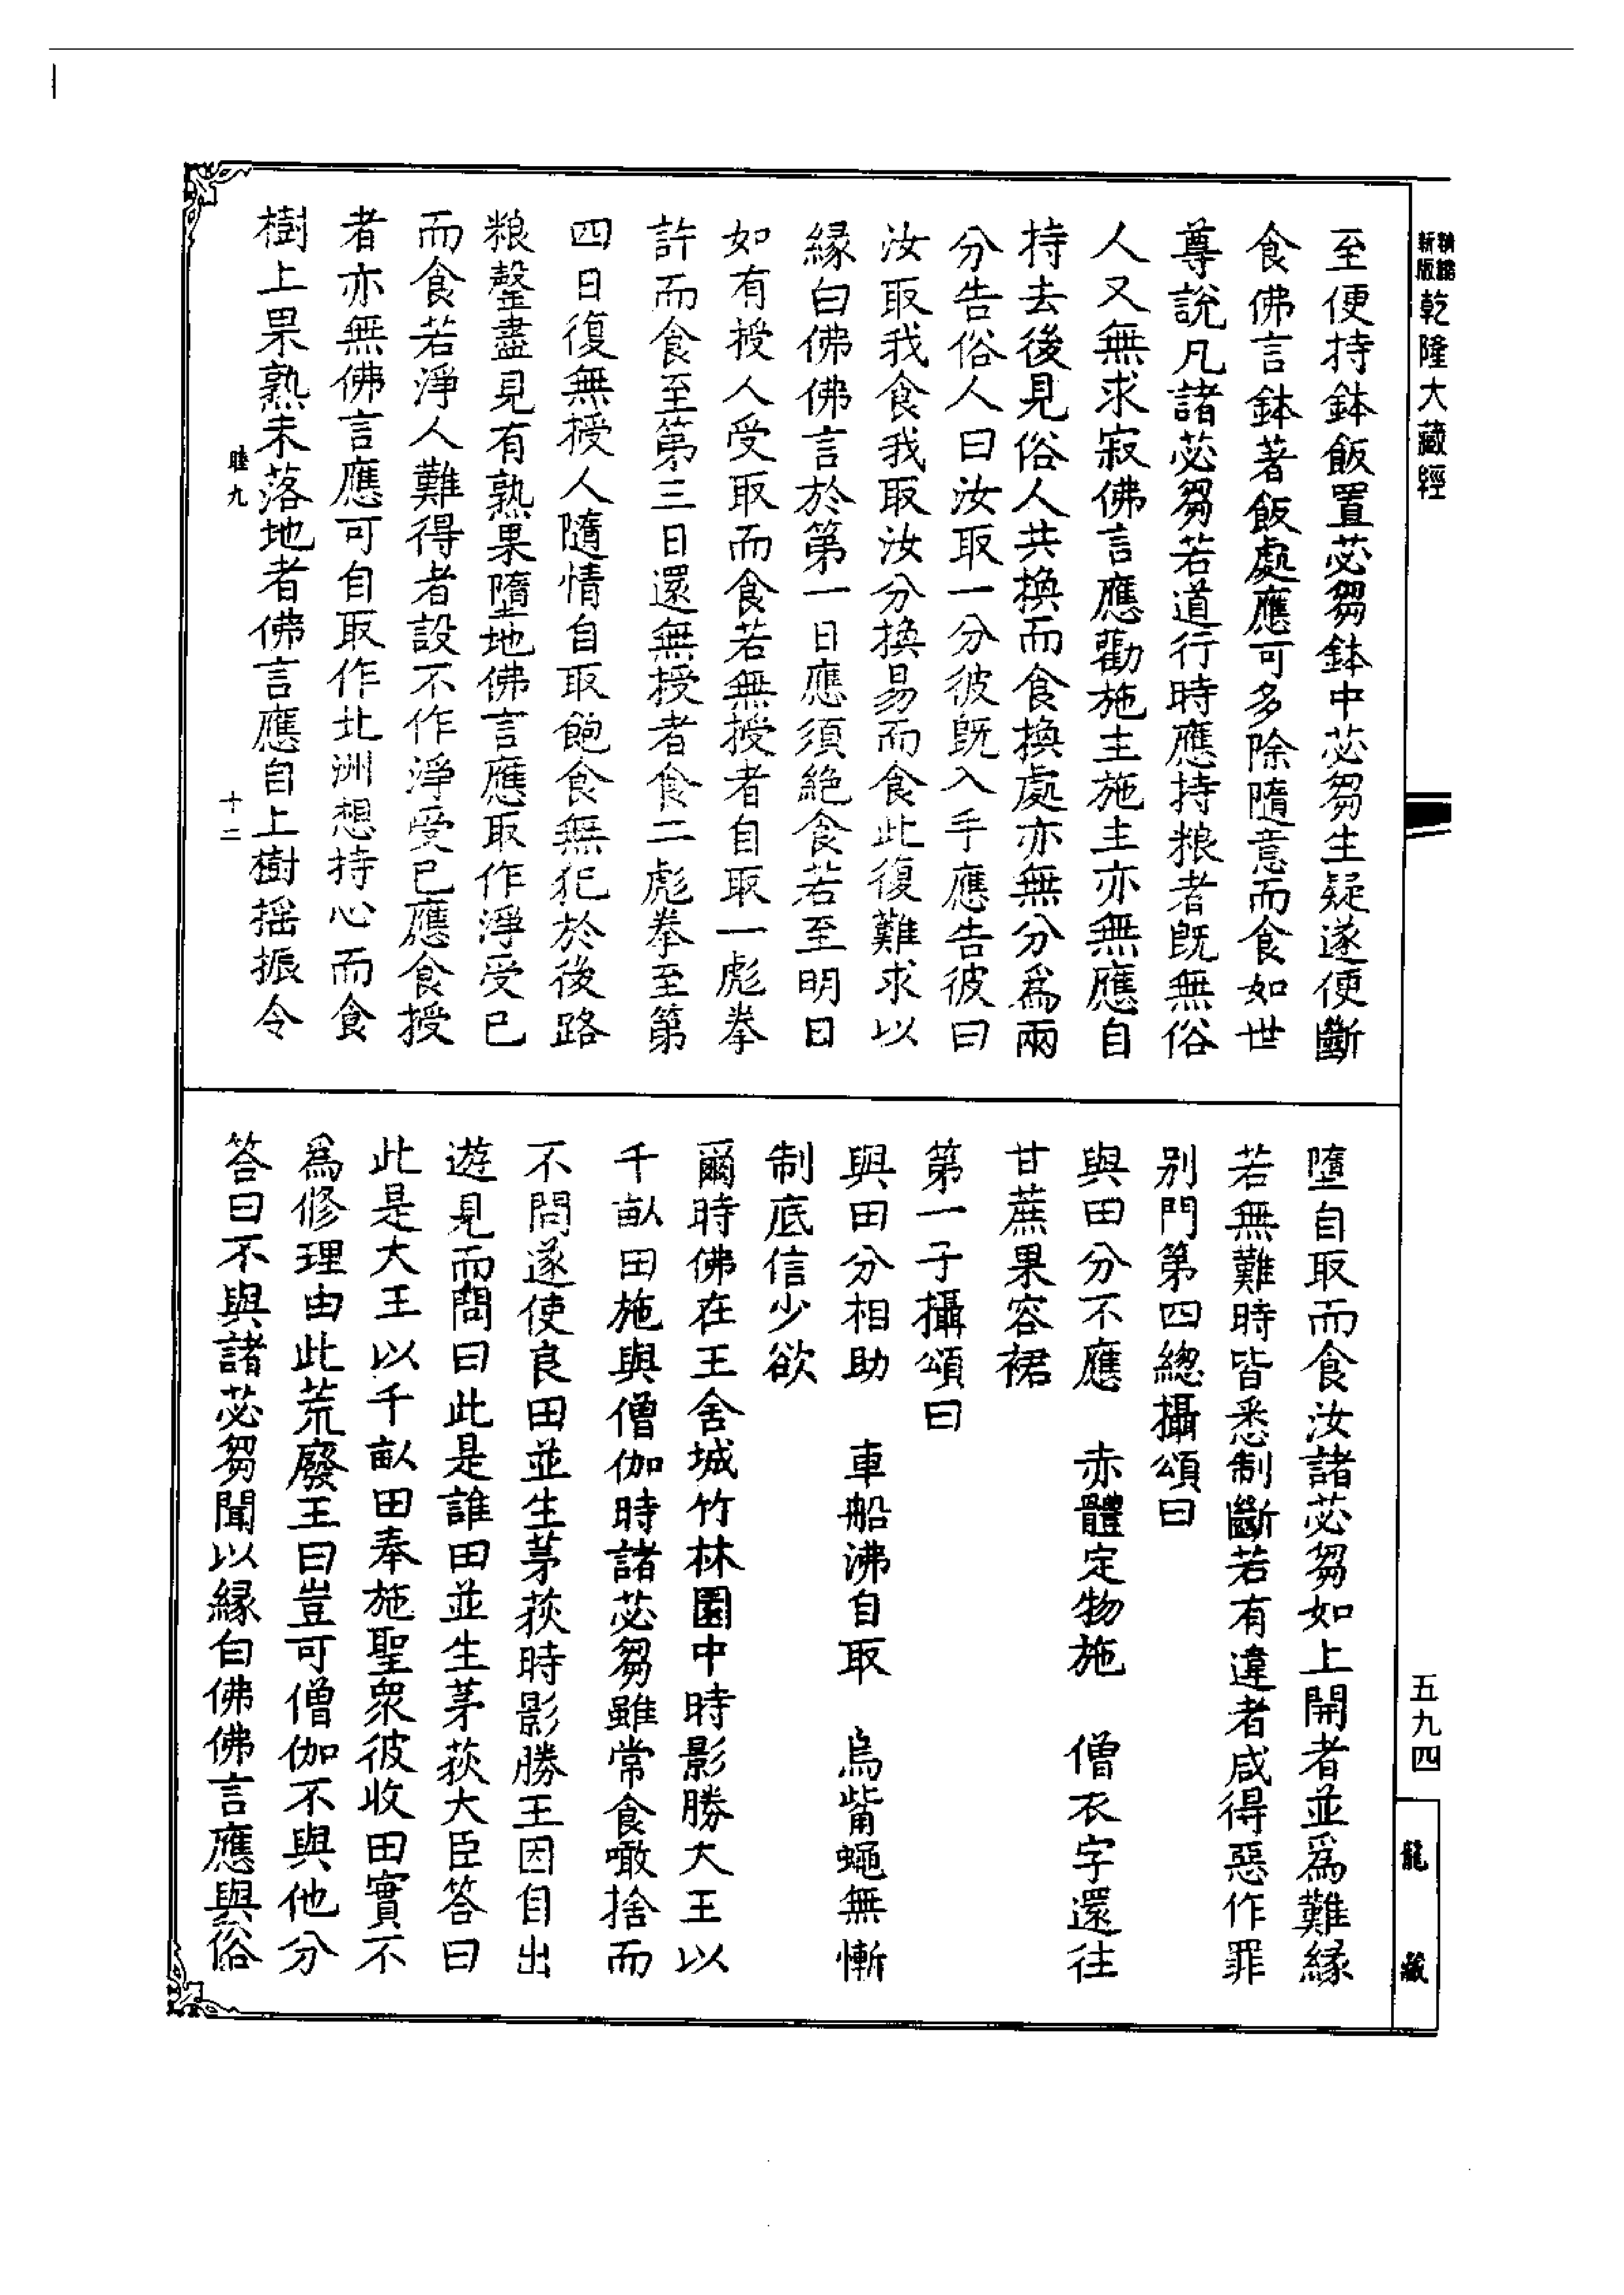 新版
精縮
乾隆大藏經
至便持鉢飯置苾芻鉢中苾芻生疑遂便斷
食佛言鉢著飯處應可多除隨意而食如世
尊說凡諸苾芻若道行時應持粮者既無俗
人又無求寂佛言應勸施主施主亦無應自
持去後見俗人共換而食換處亦無分為兩
分告俗人曰汝取一分彼既入手應告彼曰
汝取我食我取汝分換易而食此復難求以
緣白佛佛言於第一日應須絕食若至明日
如有授人受取而食若無授者自取一彪拳
許而食至第三日還無授者食二彪拳至第
四日復無授人隨情自取飽食無犯於後路
粮罄盡見有熟果墮地佛言應取作淨受已
而食若淨人難得者設不作淨受已應食授
者亦無佛言應可自取作北洲想持心而食
樹上果熟未落地者佛言應自上樹搖振令
睦九
十二
墮自取而食汝諸苾芻如上開者並為難緣
若無難時皆悉制斷若有違者咸得惡作罪
別門第四總攝頌曰
與田分不應　赤體定物施　僧衣字還往
甘蔗果容裙
第一子攝頌曰
與田分相助　車船沸自取　烏觜蠅無慚
制底信少欲
爾時佛在王舍城竹林園中時影勝大王以
千畝田施與僧伽時諸苾芻雖常食噉捨而
不問遂使良田並生茅荻時影勝王因自出
遊見而問曰此是誰田並生茅荻大臣答曰
此是大王以千畝田奉施聖眾彼收田實不
為修理由此荒廢王曰豈可僧伽不與他分
答曰不與諸苾芻聞以緣白佛佛言應與俗
五九四
龍藏